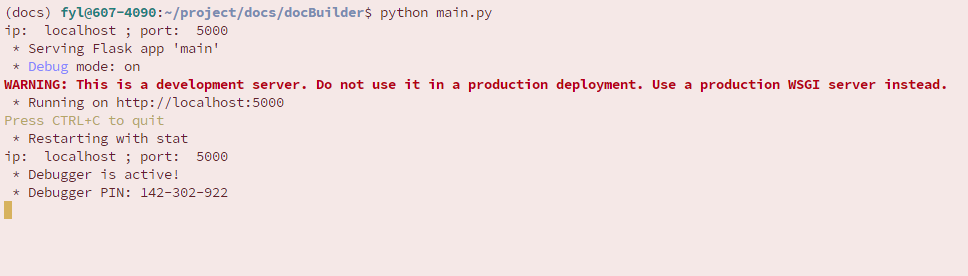 (docs) fyl@607-4090:~/project/docs/docBuilder$ python main.py
ip:  localhost ; port:  5000
 * Serving Flask app 'main'
 * Debug mode: on
WARNING: This is a development server. Do not use it in a production deployment. Use a production WSGI server instead.
 * Running on http://localhost:5000
Press CTRL+C to quit
 * Restarting with stat
ip:  localhost ; port:  5000
 * Debugger is active!
 * Debugger PIN: 142-302-922